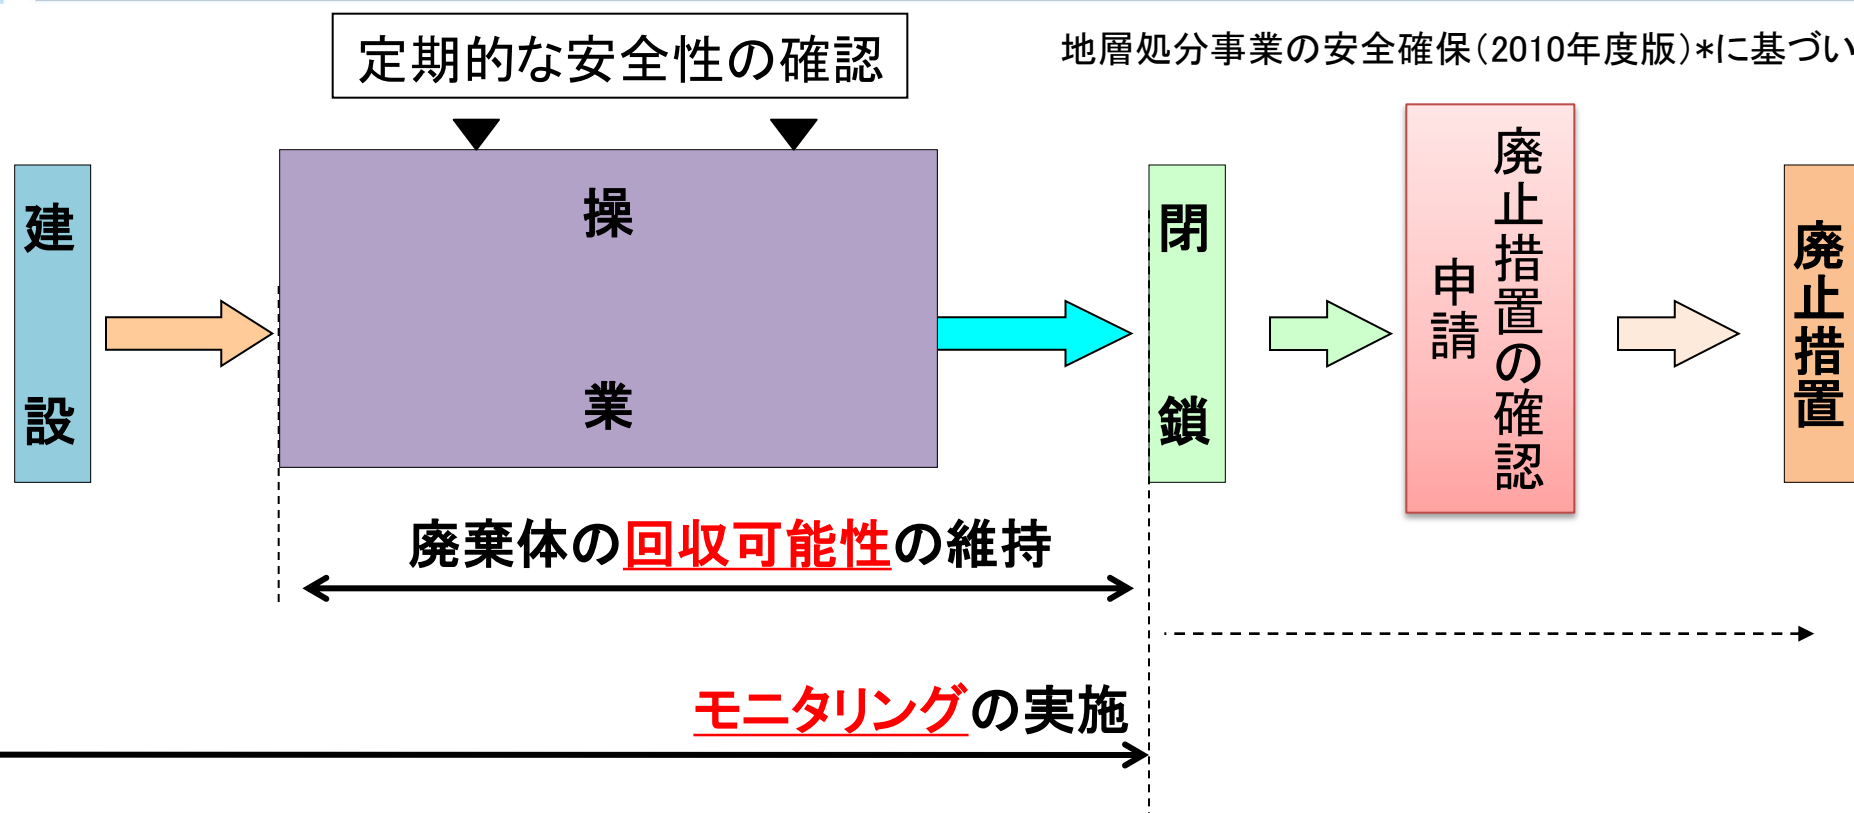 定期的な安全性の確認
地層処分事業の安全確保(2010年度版)*に基づい
建設
操業
閉鎖
廃止措置の確認
申請
廃止措置
廃棄体の回収可能性の維持
モニタリングの実施